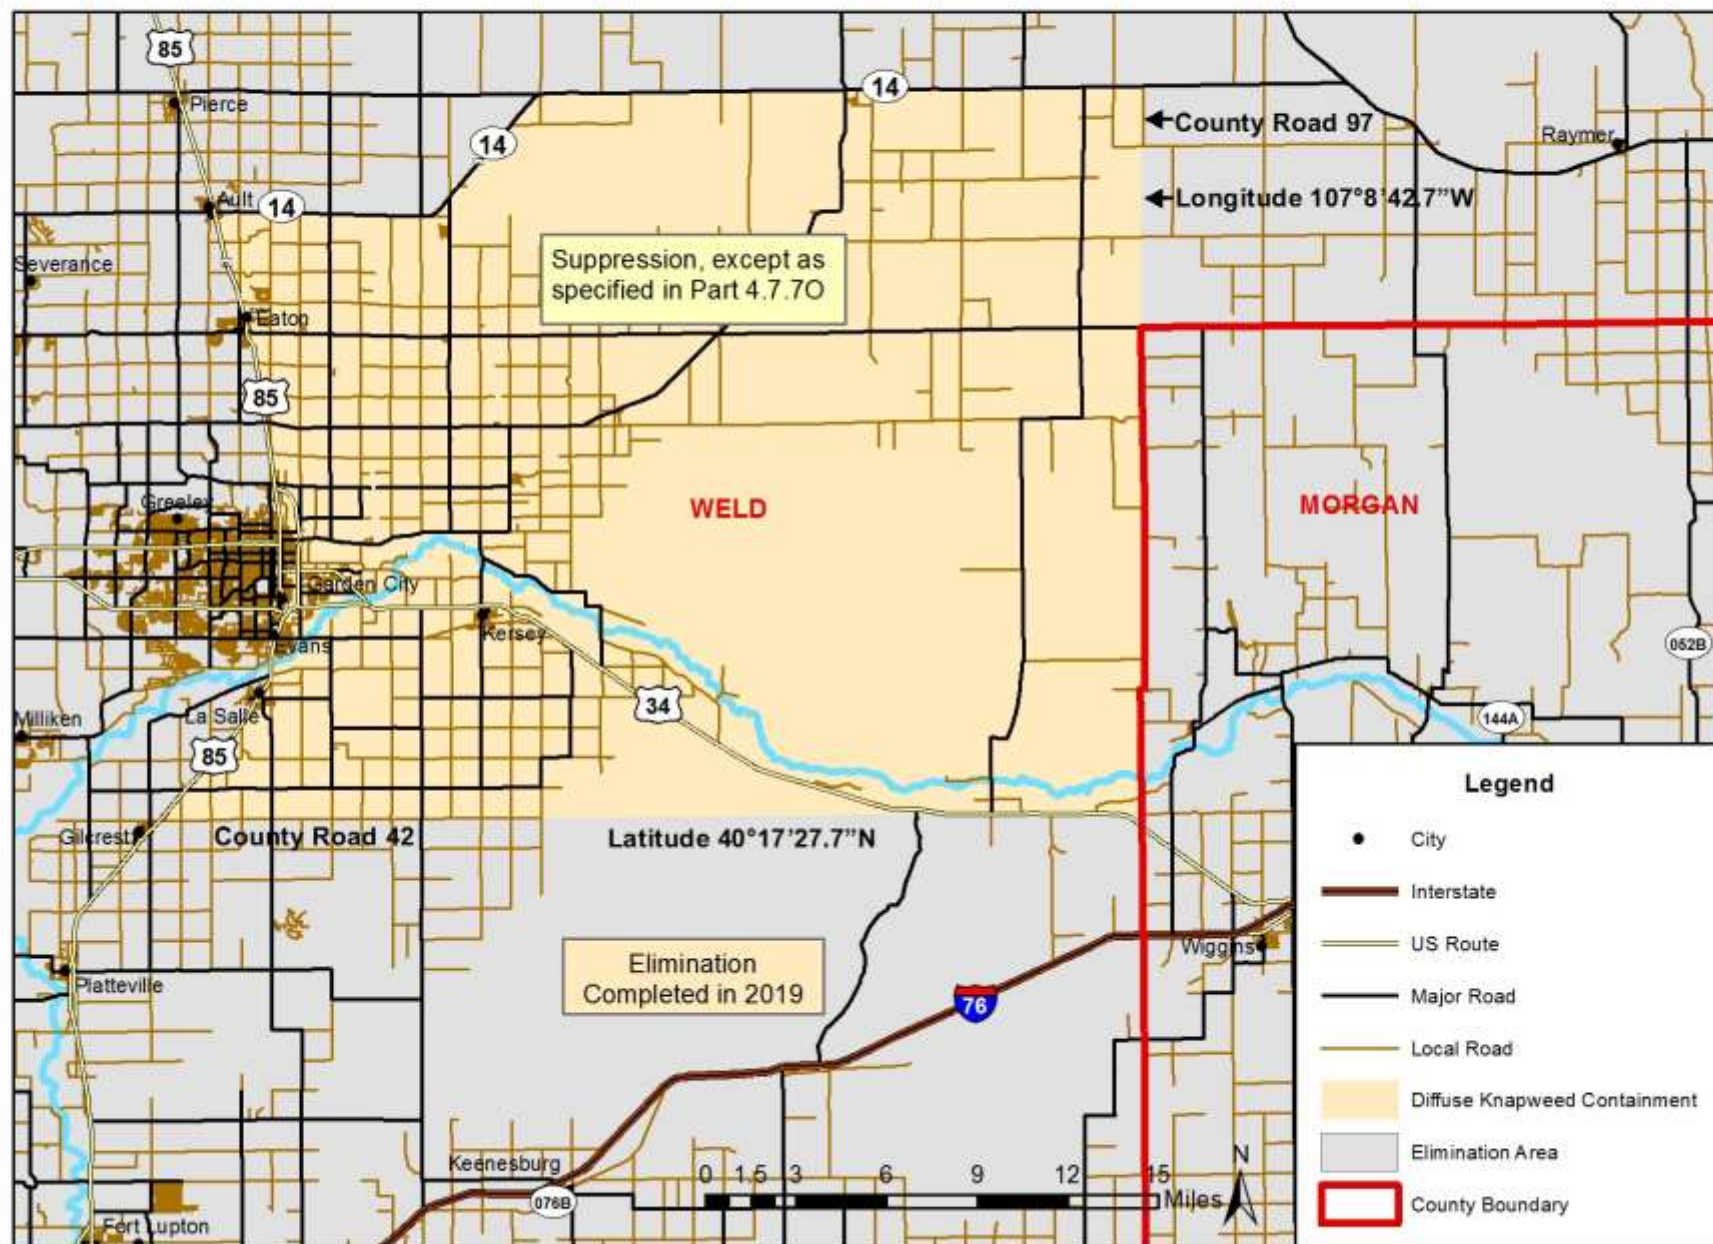 85
Pierce
14
County Road 97
Raymer
14
Ault
14
Longitude 107°8'42.7"W
Severance
Suppression, except as
specified in Part 4.7.7O
Eaton
85
WELD
MORGAN
Greeley
Garden City
Kersey
Evans
052B
34
La Salle
Milliken
144A
85
Gilcrest
County Road 42
Latitude 40°17'27.7"N
Elimination
Completed in 2019
Wiggins
Platteville
76
Keenesburg
076B
0 1.5 3 6 9 12 15
Miles
N
Fort Lupton
Legend
City
Interstate
US Route
Major Road
Local Road
Diffuse Knapweed Containment
Elimination Area
County Boundary